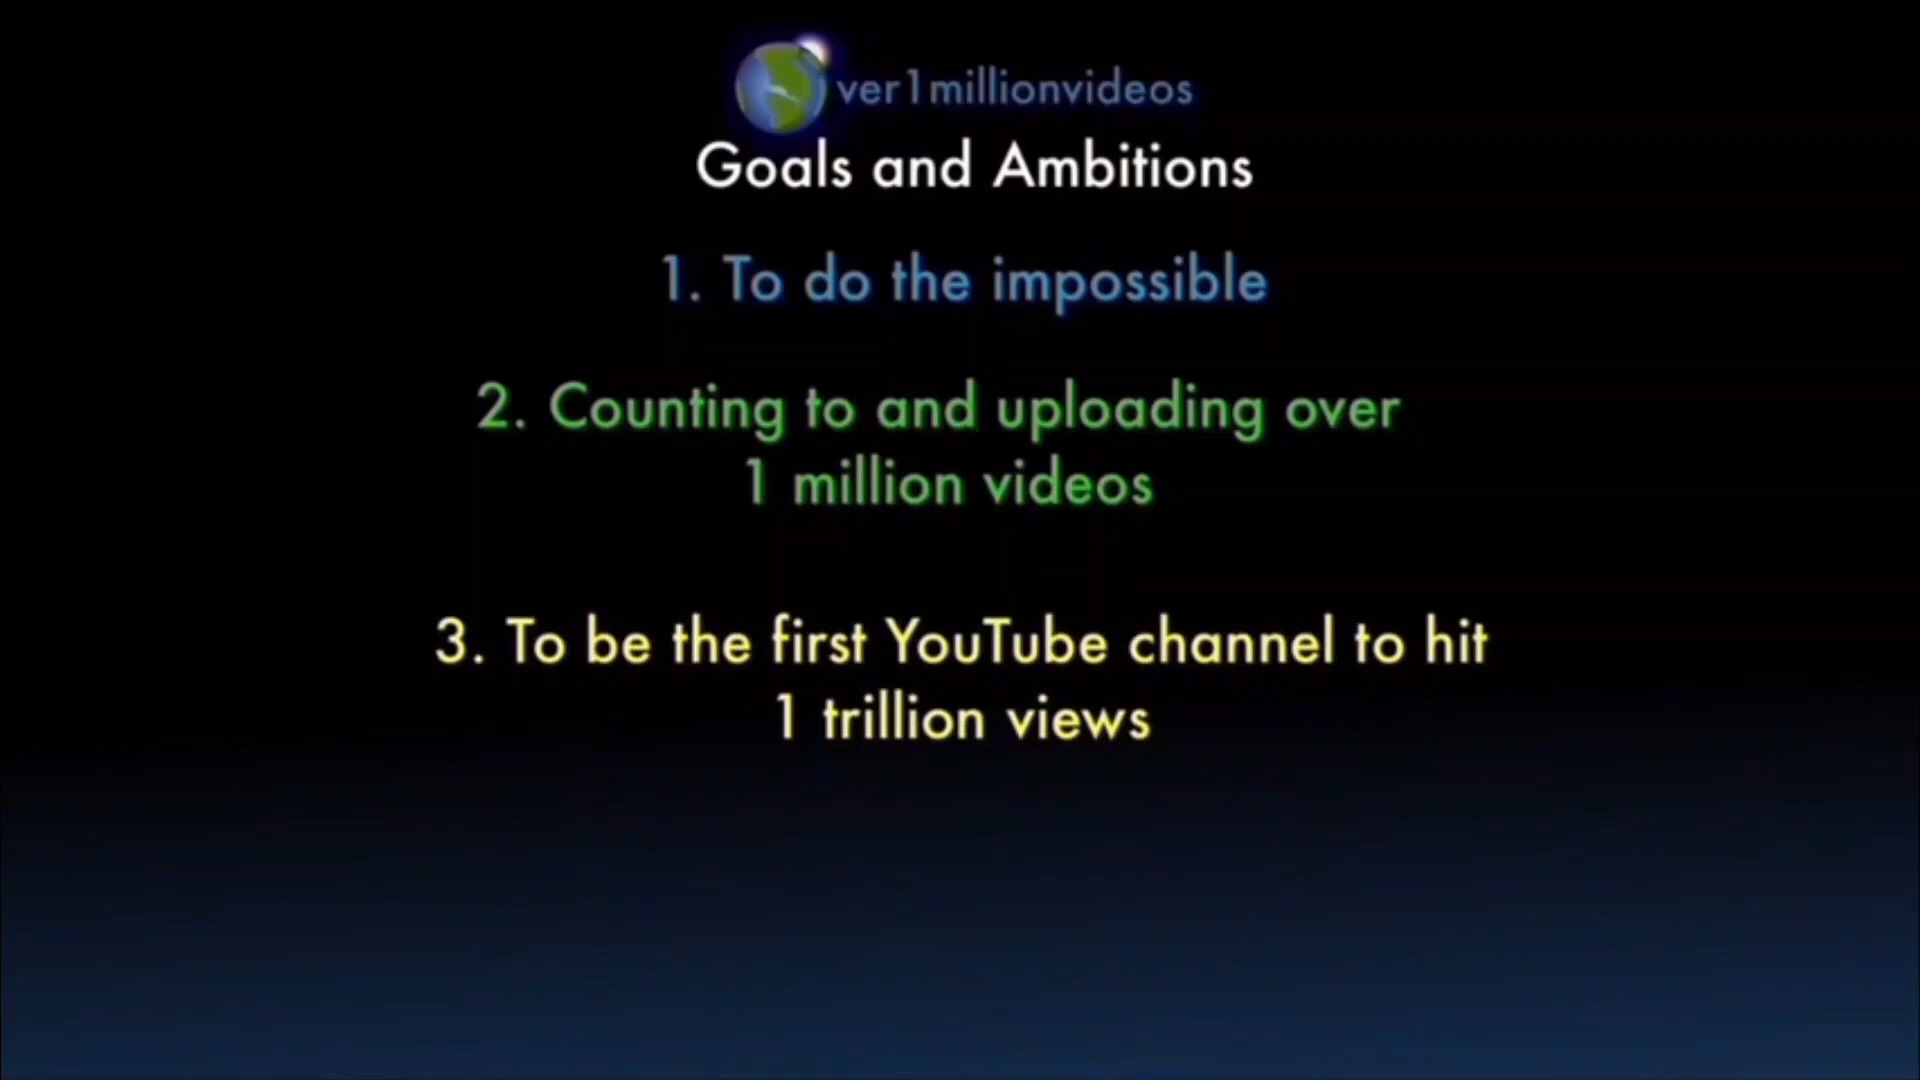 ver1millionvideos
Goals and Ambitions
1. To do the impossible
2. Counting to and uploading over
1 million videos
3. To be the first YouTube channel to hit
1 trillion views